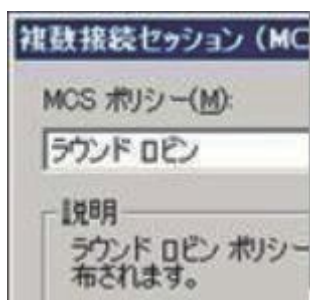 複数接続セッション (MC
MCS ポリシー(M):
ラウンド ロビン
説明
ラウンド ロビン ポリシー
布されます。